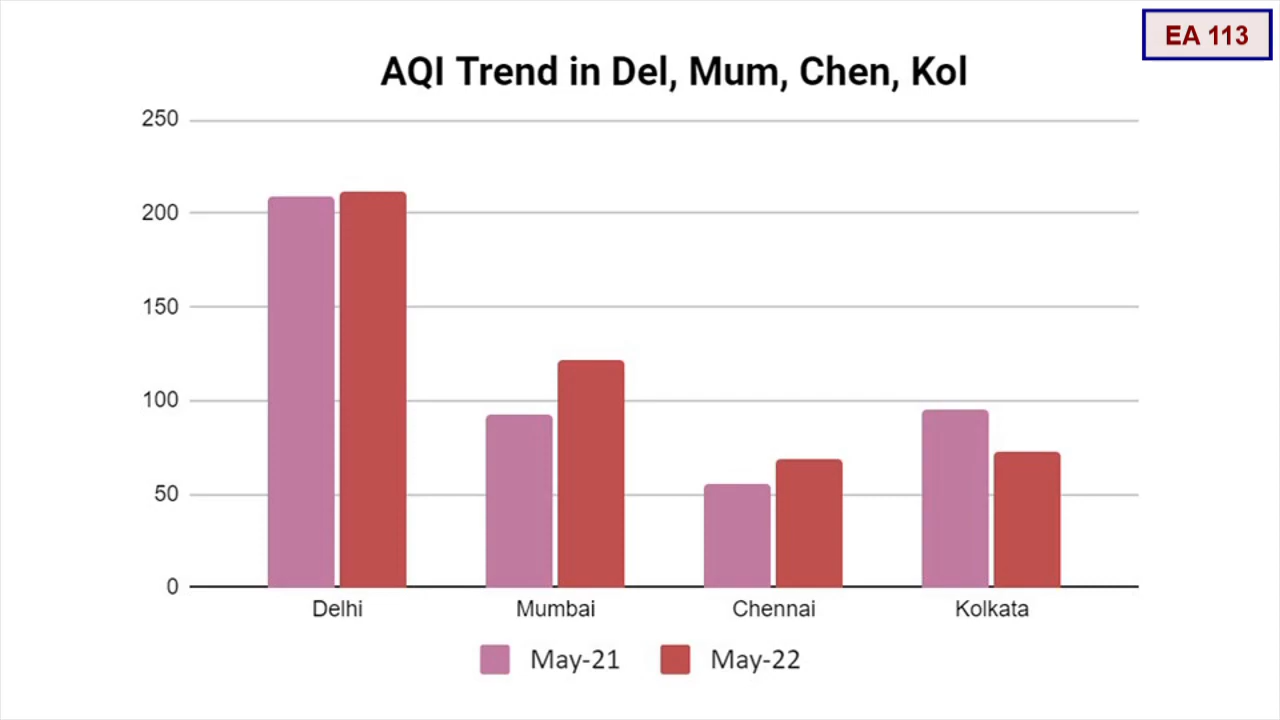 EA 113
AQI Trend in Del, Mum, Chen, Kol
250
200
150
100
50
0
Delhi Mumbai Chennai Kolkata
May-21 May-22